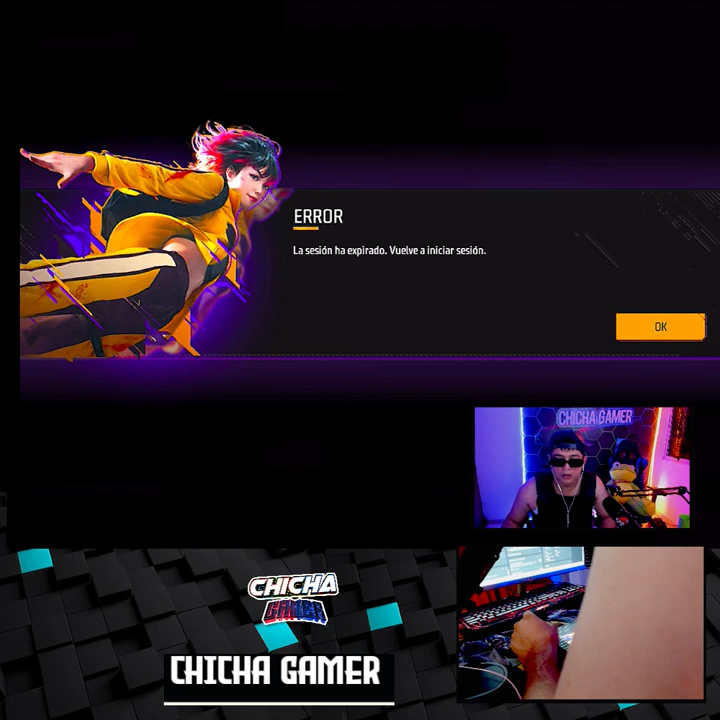 ERROR
La sesión ha expirado. Vuelve a iniciar sesión.
OK
CHICHA GAMER
CHICHA
GAMER
CHICHA GAMER